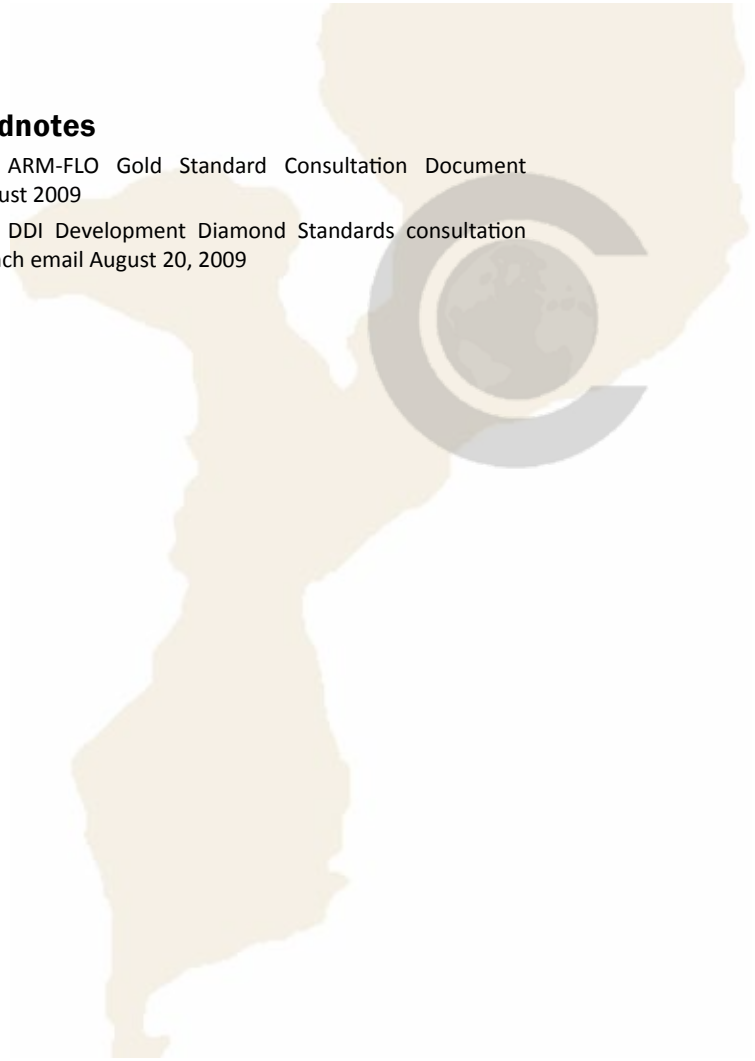 dnotes
ARM-FLO Gold Standard Consultation Document
ust 2009
DDI Development Diamond Standards consultation
ch email August 20, 2009